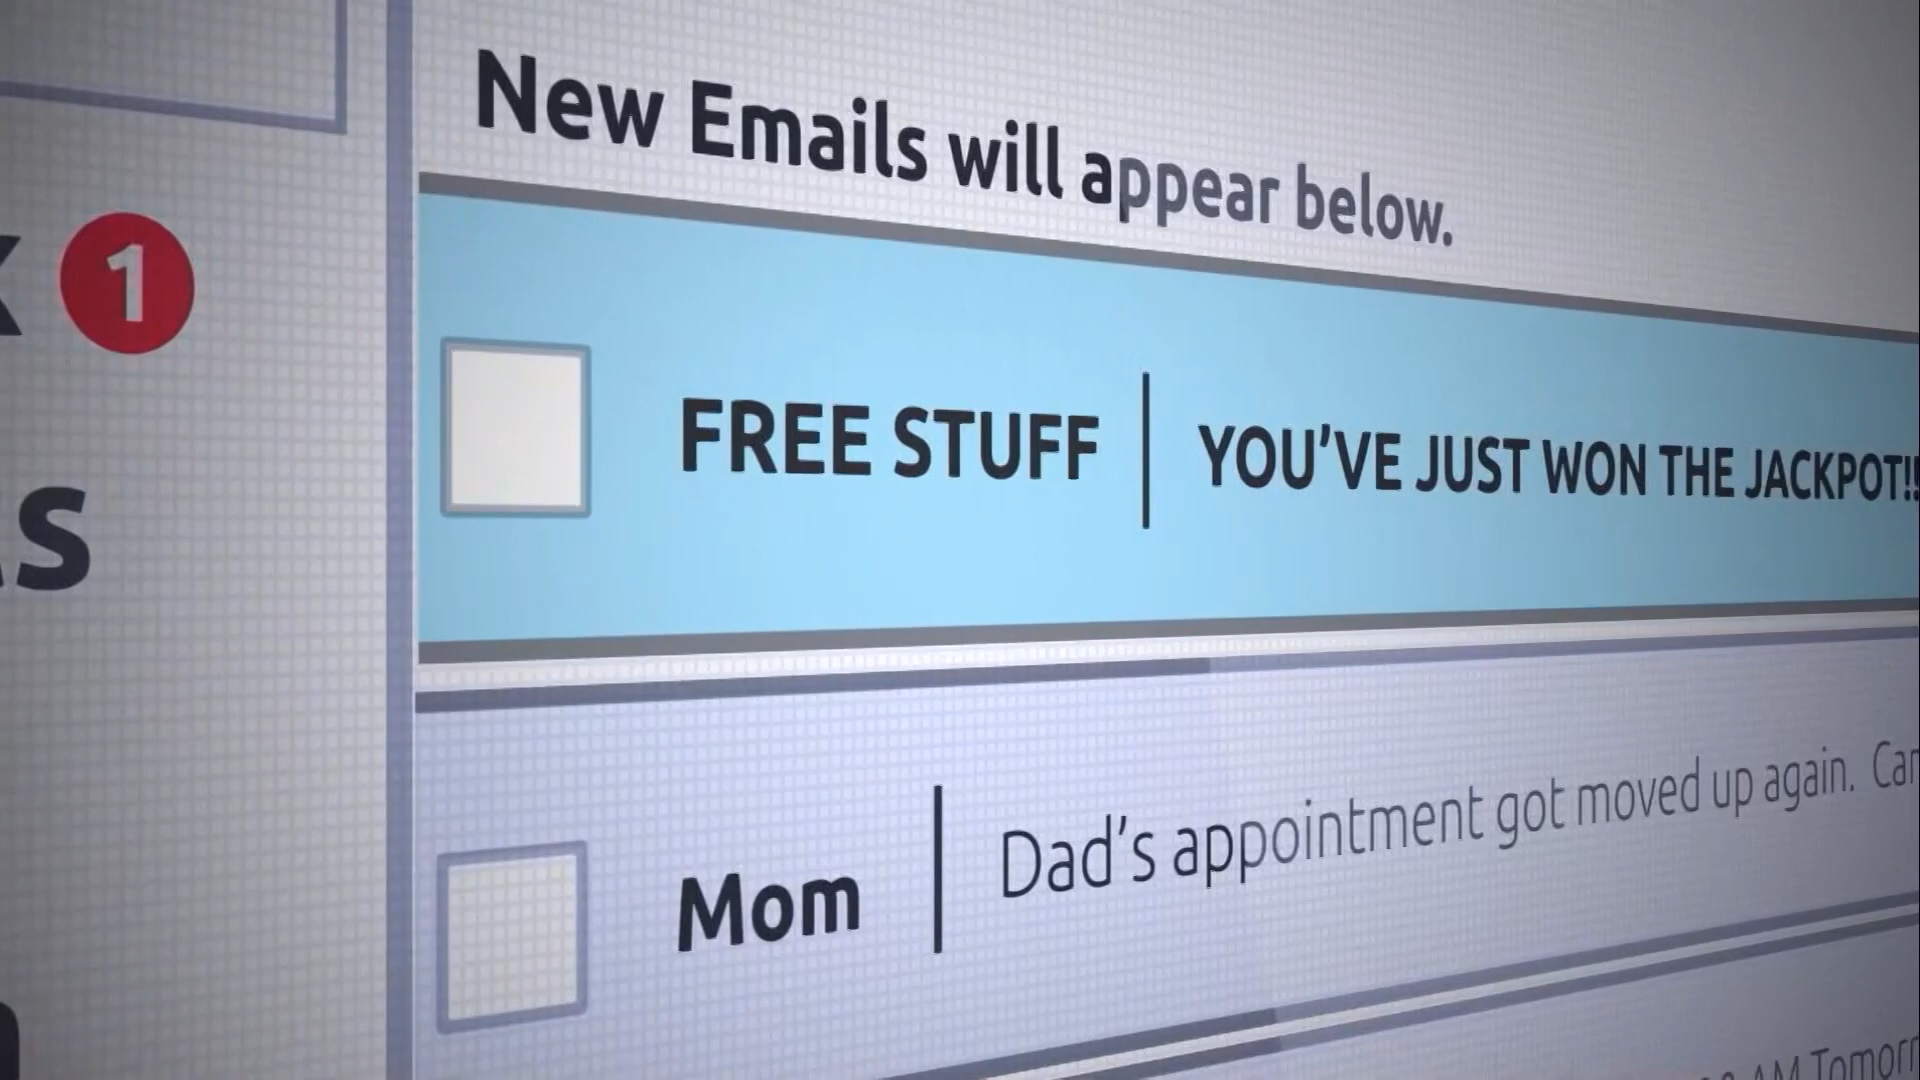 New Emails will appear below.
1
FREE STUFF | YOU'VE JUST WON THE JACKPOT!!
Mom | Dad's appointment got moved up again.
AM